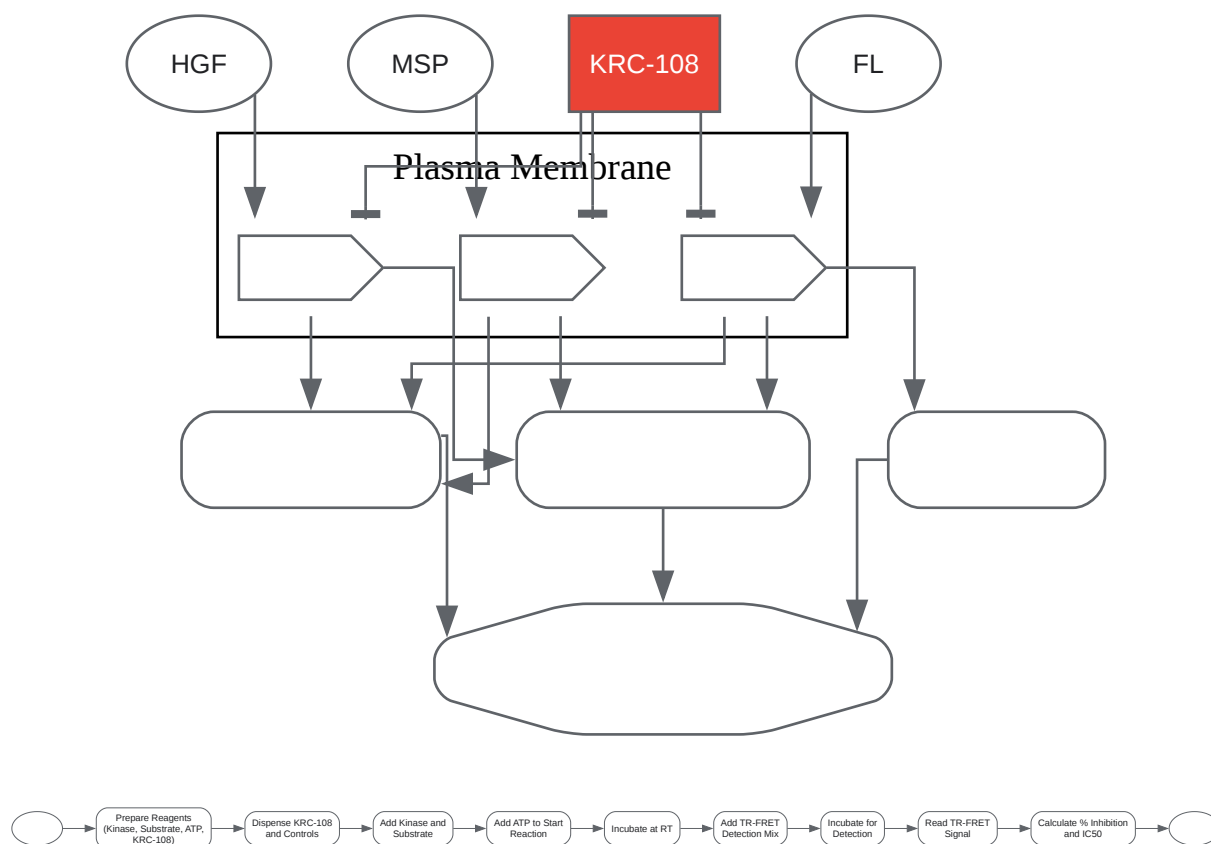 HGF
MSP
KRC-108
FL
Plasma Membrane
Prepare Reagents
(Kinase, Substrate, ATP,
KRC-108)
Dispense KRC-108
and Controls
Add Kinase and
Substrate
Add ATP to Start
Reaction
Incubate at RT
Add TR-FRET
Detection Mix
Incubate for
Detection
Read TR-FRET
Signal
Calculate % Inhibition
and IC50